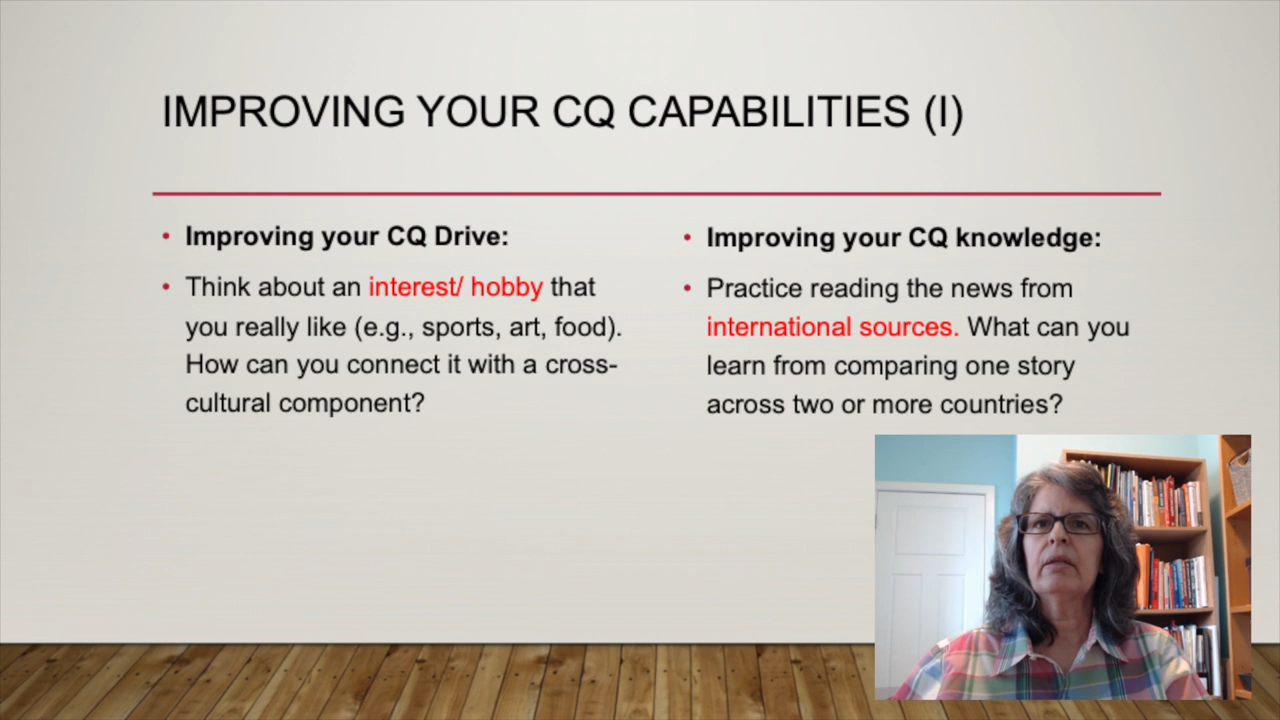 IMPROVING YOUR CQ CAPABILITIES (I)
• Improving your CQ Drive:
• Think about an interest/ hobby that
you really like (e.g., sports, art, food).
How can you connect it with a cross-
cultural component?
• Improving your CQ knowledge:
• Practice reading the news from
international sources. What can you
learn from comparing one story
across two or more countries?